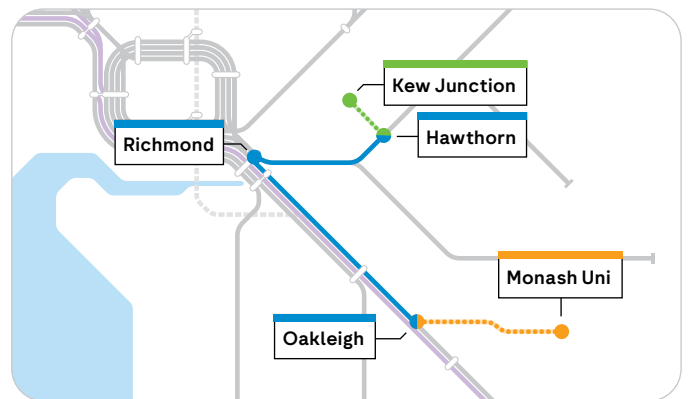 Kew Junction
Richmond
Hawthorn
Monash Uni
Oakleigh